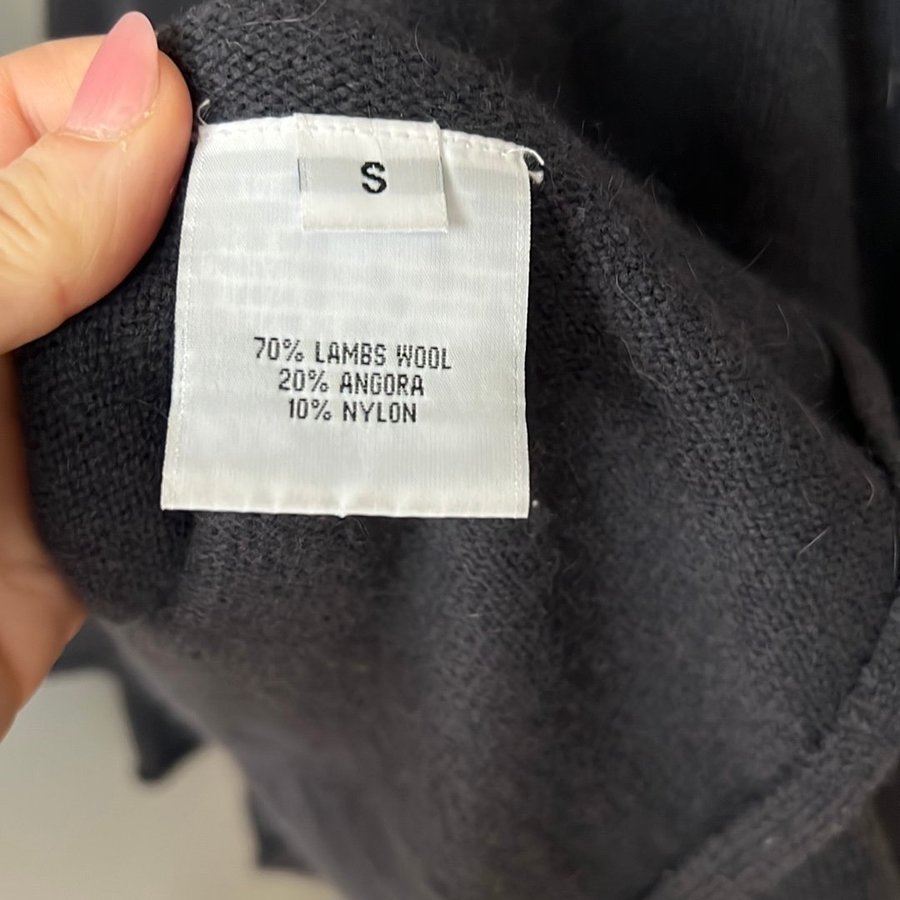 S
70% LAMBS WOOL
20% ANGORA
10% NYLON